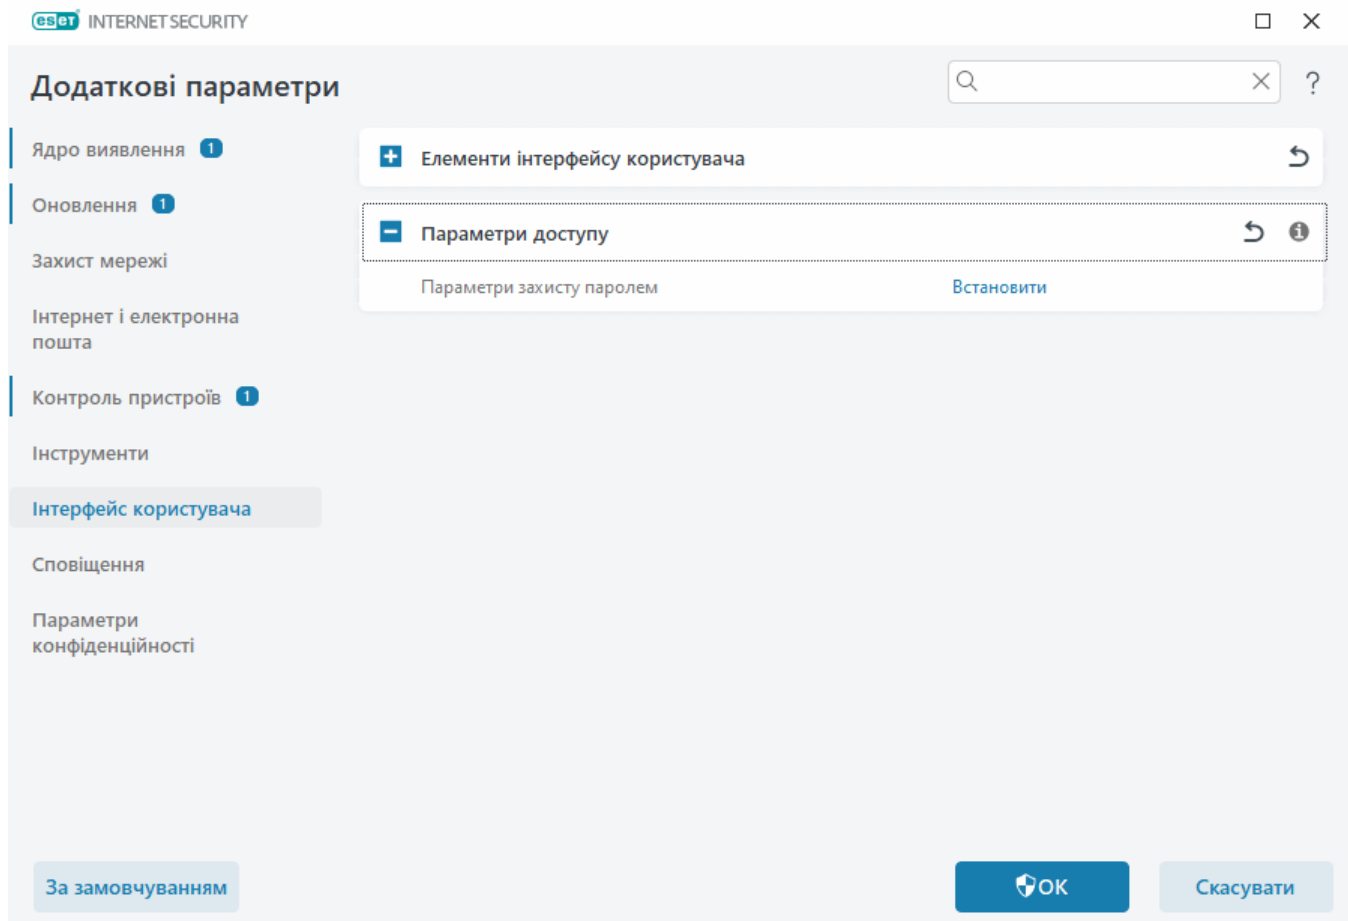 eset INTERNET SECURITY
Додаткові параметри
?
Ядро виявлення 1
Оновлення 1
Захист мережі
Інтернет і електронна
пошта
Контроль пристроїв 1
Інструменти
Інтерфейс користувача
Сповіщення
Параметри
конфіденційності
Елементи інтерфейсу користувача
Параметри доступу
Параметри захисту паролем Встановити
За замовчуванням
ОК
Скасувати